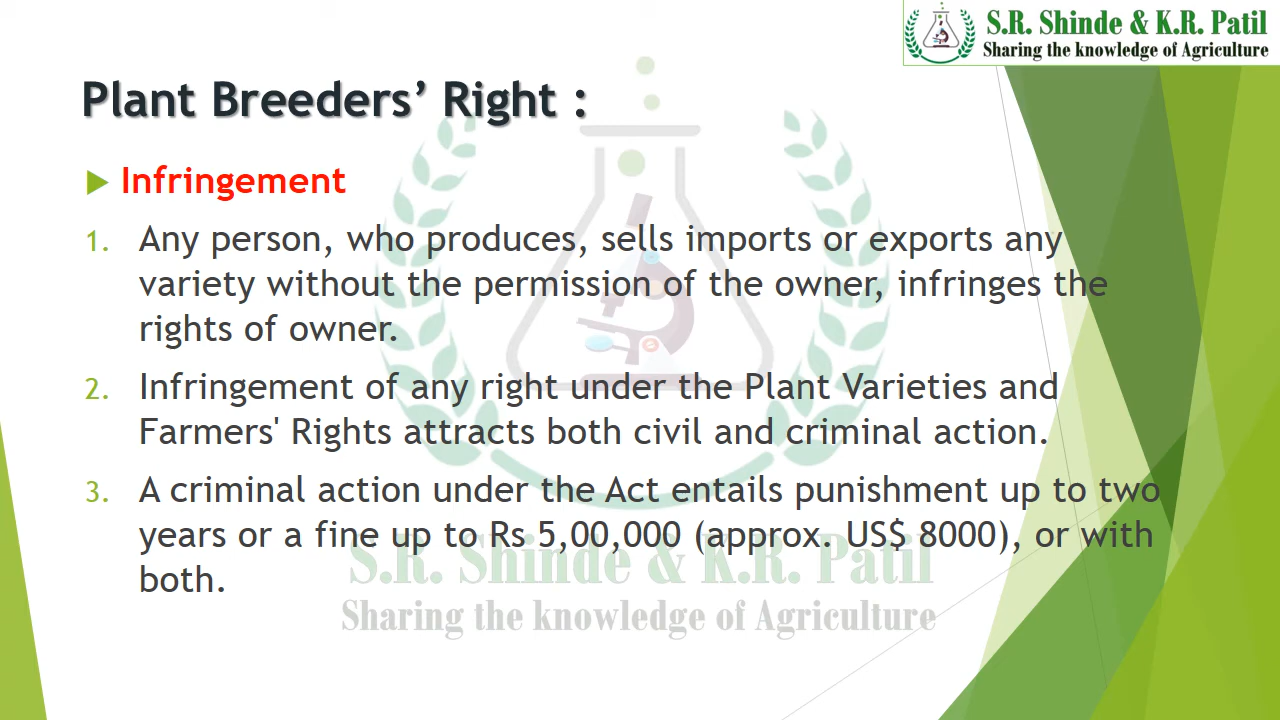 S.R. Shinde & K.R. Patil
Sharing the knowledge of Agriculture
Plant Breeders’ Right :
Infringement
1. Any person, who produces, sells imports or exports any
variety without the permission of the owner, infringes the
rights of owner.
2. Infringement of any right under the Plant Varieties and
Farmers' Rights attracts both civil and criminal action.
3. A criminal action under the Act entails punishment up to two
years or a fine up to Rs 5,00,000 (approx. US$ 8000), or with
both.
S.R. Shinde & K.R. Patil
Sharing the knowledge of Agriculture